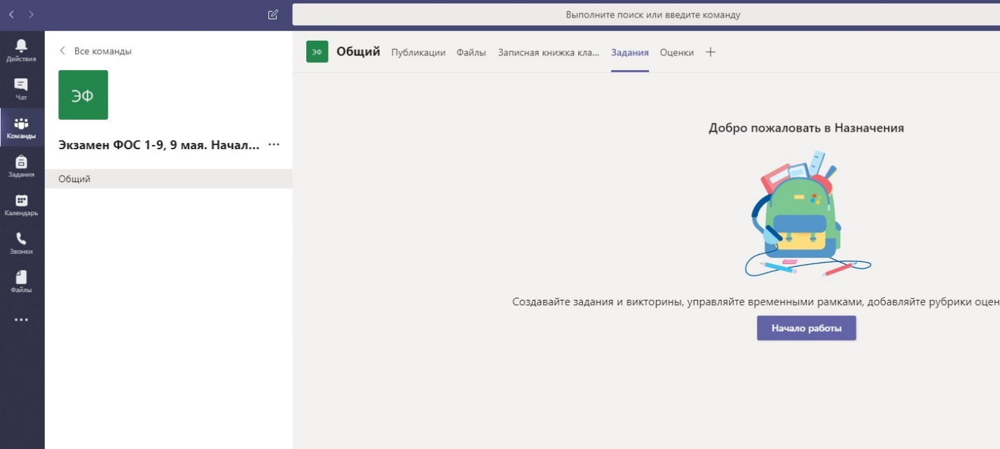 Выполните поиск или введите команду
Действия
Чат
Команды
Задания
Календарь
Звонки
Файлы
Все команды
ЭФ
Экзамен ФОС 1-9, 9 мая. Начал... ...
Общий
ЭФ Общий Публикации Файлы Записная книжка кла... Задания Оценки +
Добро пожаловать в Назначения
Создавайте задания и викторины, управляйте временными рамками, добавляйте рубрики оцен
Начало работы